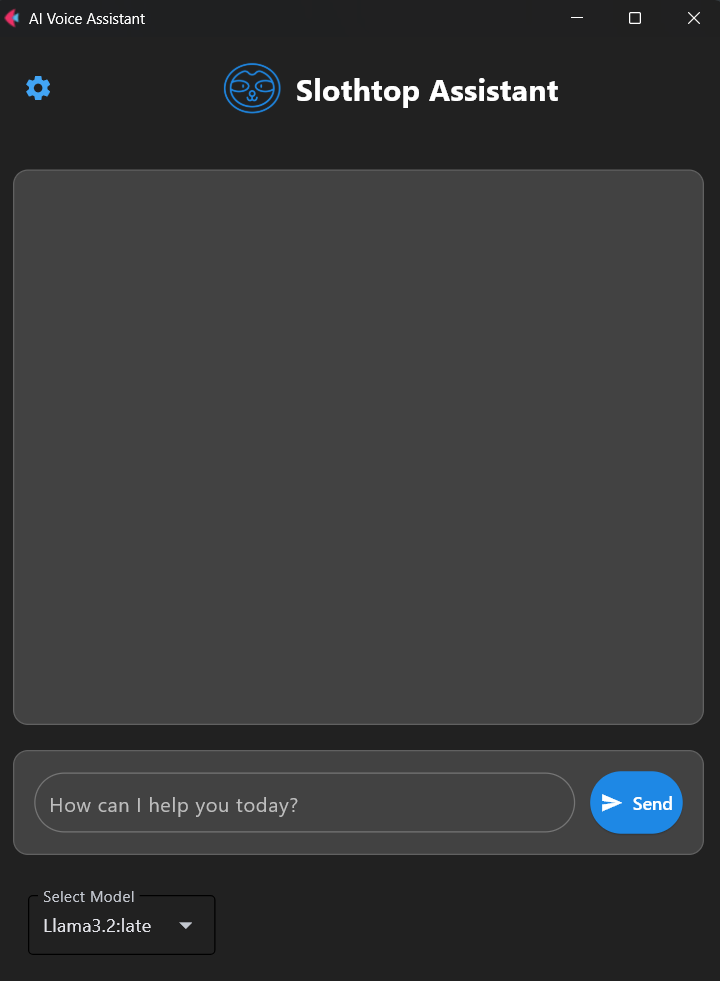 AI Voice Assistant
Slothtop Assistant
How can I help you today?
Send
Select Model
Llama3.2:late